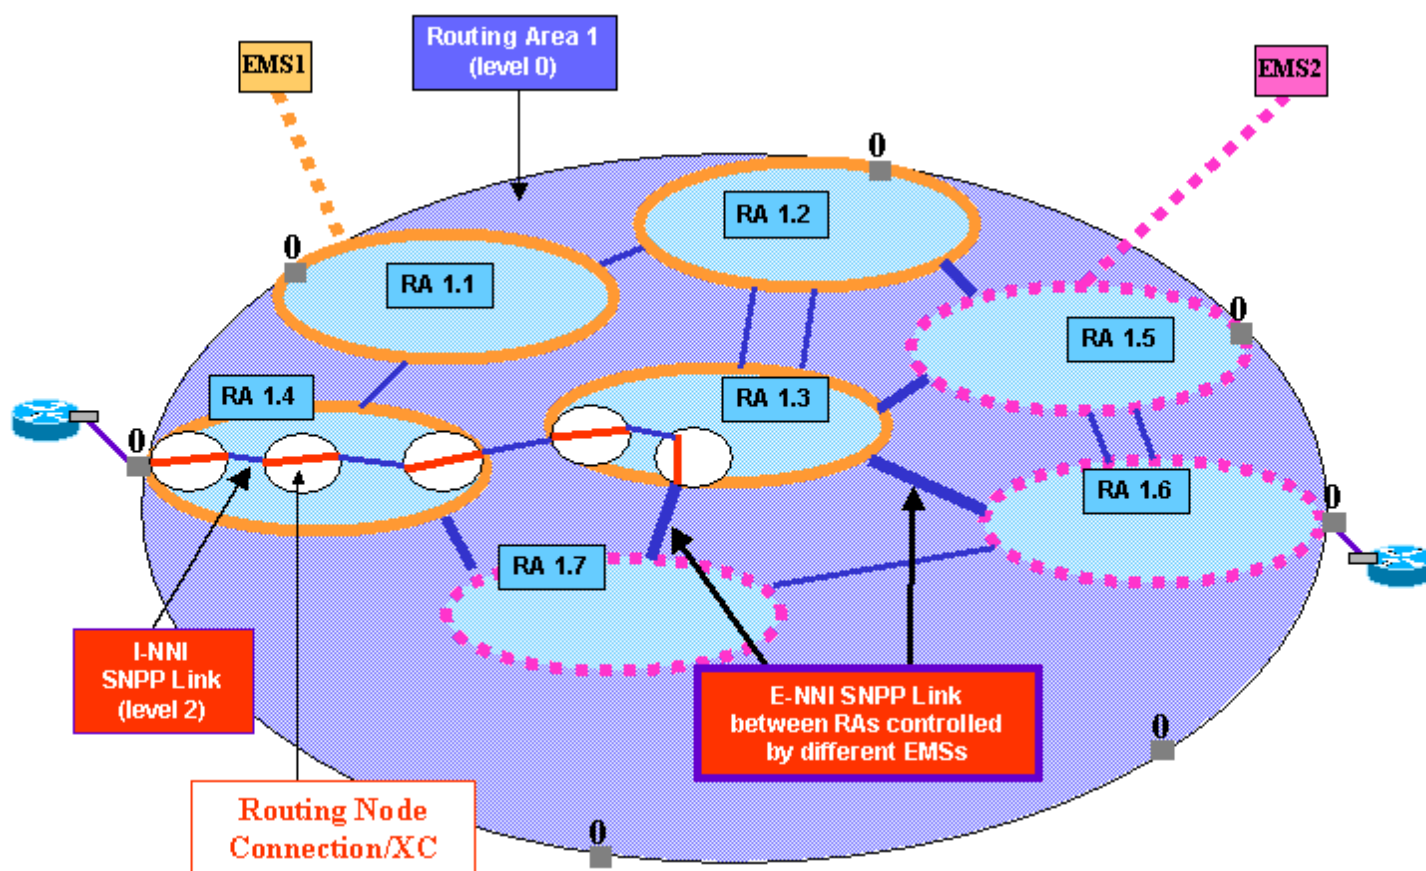 Routing Area 1
(level 0)
EMS1
EMS2
0
RA 1.2
0
RA 1.1
0
RA 1.5
RA 1.4
RA 1.3
0
RA 1.6
0
RA 1.7
I-NNI
SNPP Link
(level 2)
E-NNI SNPP Link
between RAs controlled
by different EMSs
0
Routing Node
Connection/XC
0